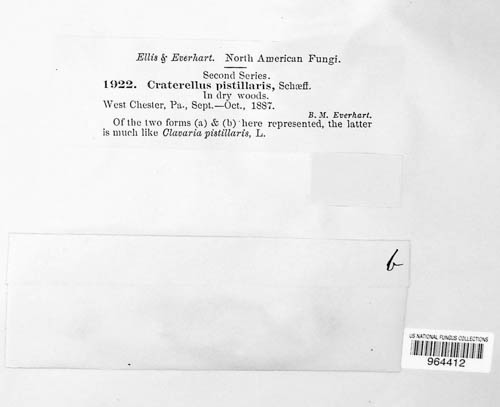 Ellis & Everhart. North American Fungi.
Second Series.
1922. Craterellus pistillaris, Schæff.
In dry woods.
West Chester, Pa., Sept.—Oct., 1887.
B. M. Everhart.
Of the two forms (a) & (b) here represented, the latter
is much like Clavaria pistillaris, L.
b
US NATIONAL FUNGUS COLLECTIONS
964412